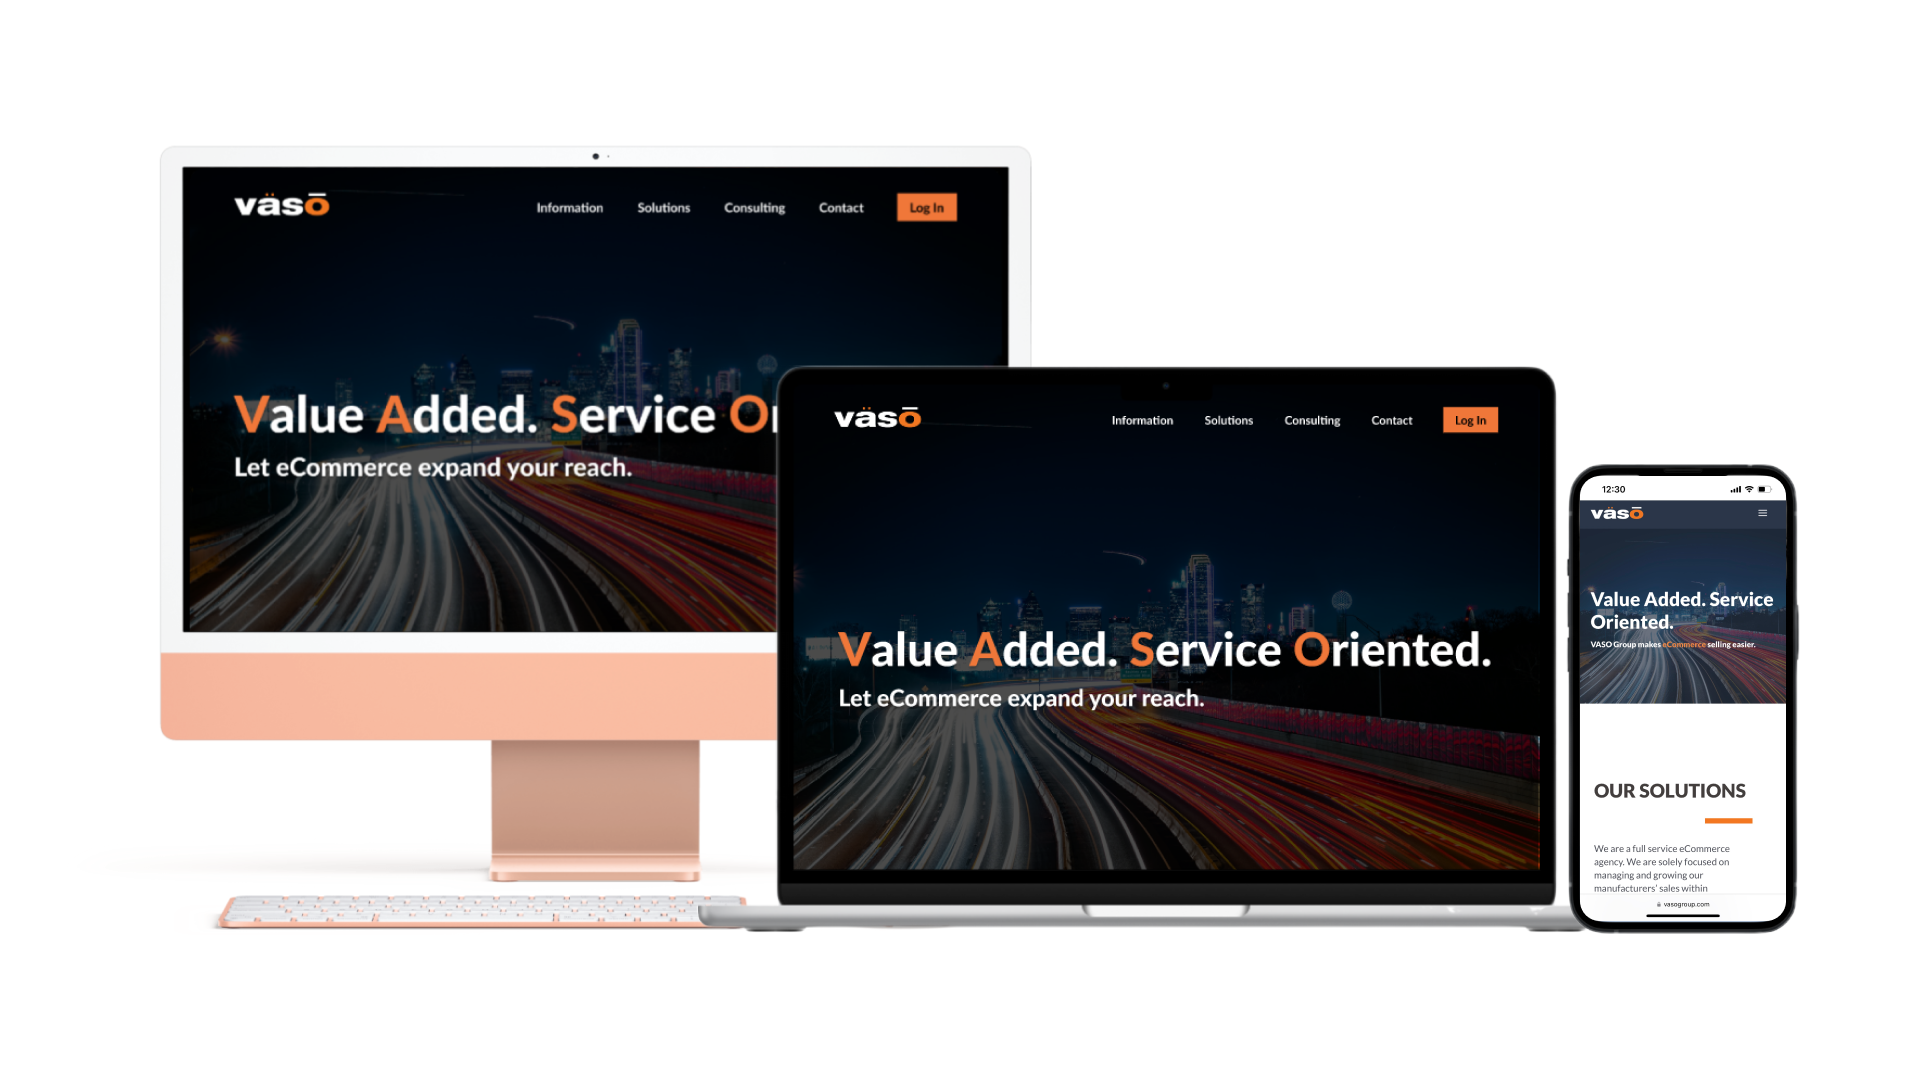 väsō
Information Solutions Consulting Contact Log In
Value Added. Service Or
Let eCommerce expand your reach.
väsō
Information Solutions Consulting Contact Log In
Value Added. Service Oriented.
Let eCommerce expand your reach.
12:30
väsō
Value Added. Service
Oriented.
VASO Group makes eCommerce selling easier.
OUR SOLUTIONS
We are a full service eCommerce
agency. We are solely focused on
managing and growing our
manufacturers' sales within
vasogroup.com